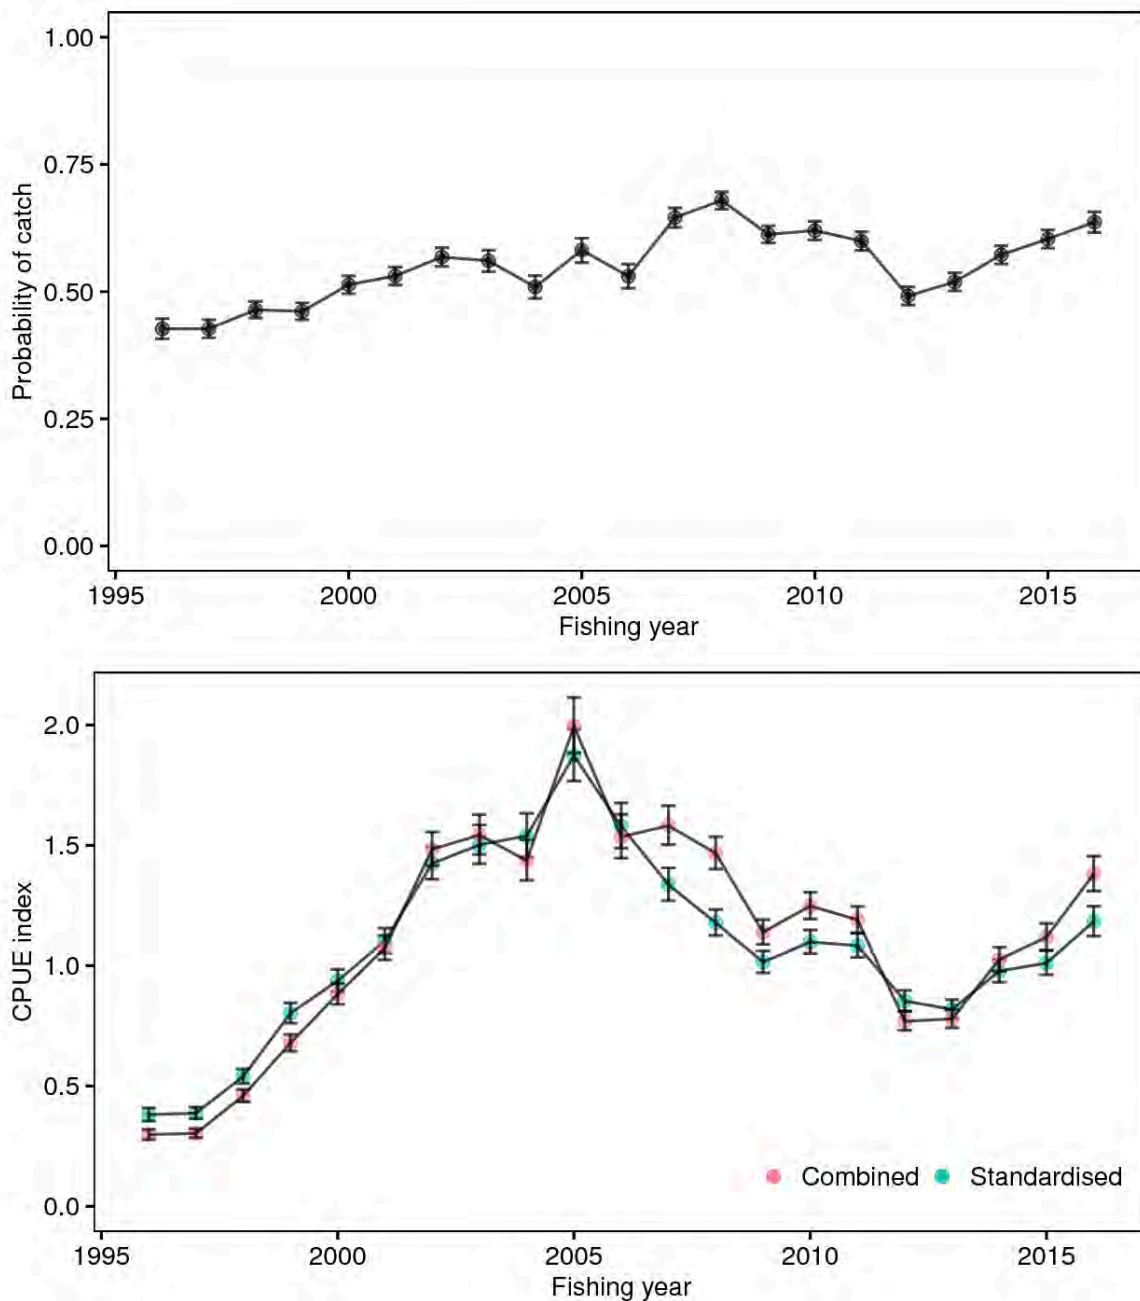 1.00
0.75
0.50
0.25
0.00
Probability of catch
1995 2000 2005 2010 2015
Fishing year
2.0
1.5
1.0
0.5
0.0
CPUE index
Combined Standardised
1995 2000 2005 2010 2015
Fishing year